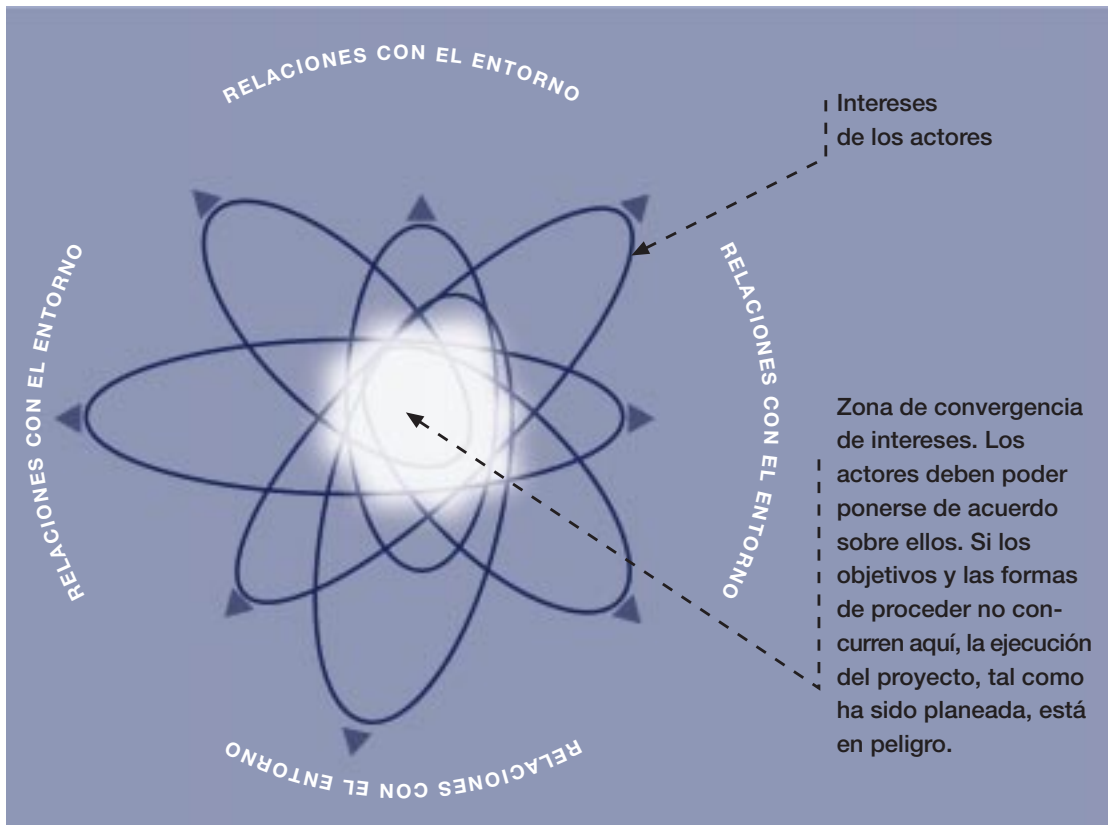 RELACIONES CON EL ENTORNO
Intereses
de los actores
RELACIONES CON EL ENTORNO
RELACIONES CON EL ENTORNO
Zona de convergencia
de intereses. Los
actores deben poder
ponerse de acuerdo
sobre ellos. Si los
objetivos y las formas
de proceder no con-
curren aquí, la ejecución
del proyecto, tal como
ha sido planeada, está
en peligro.
RELACIONES CON EL ENTORNO